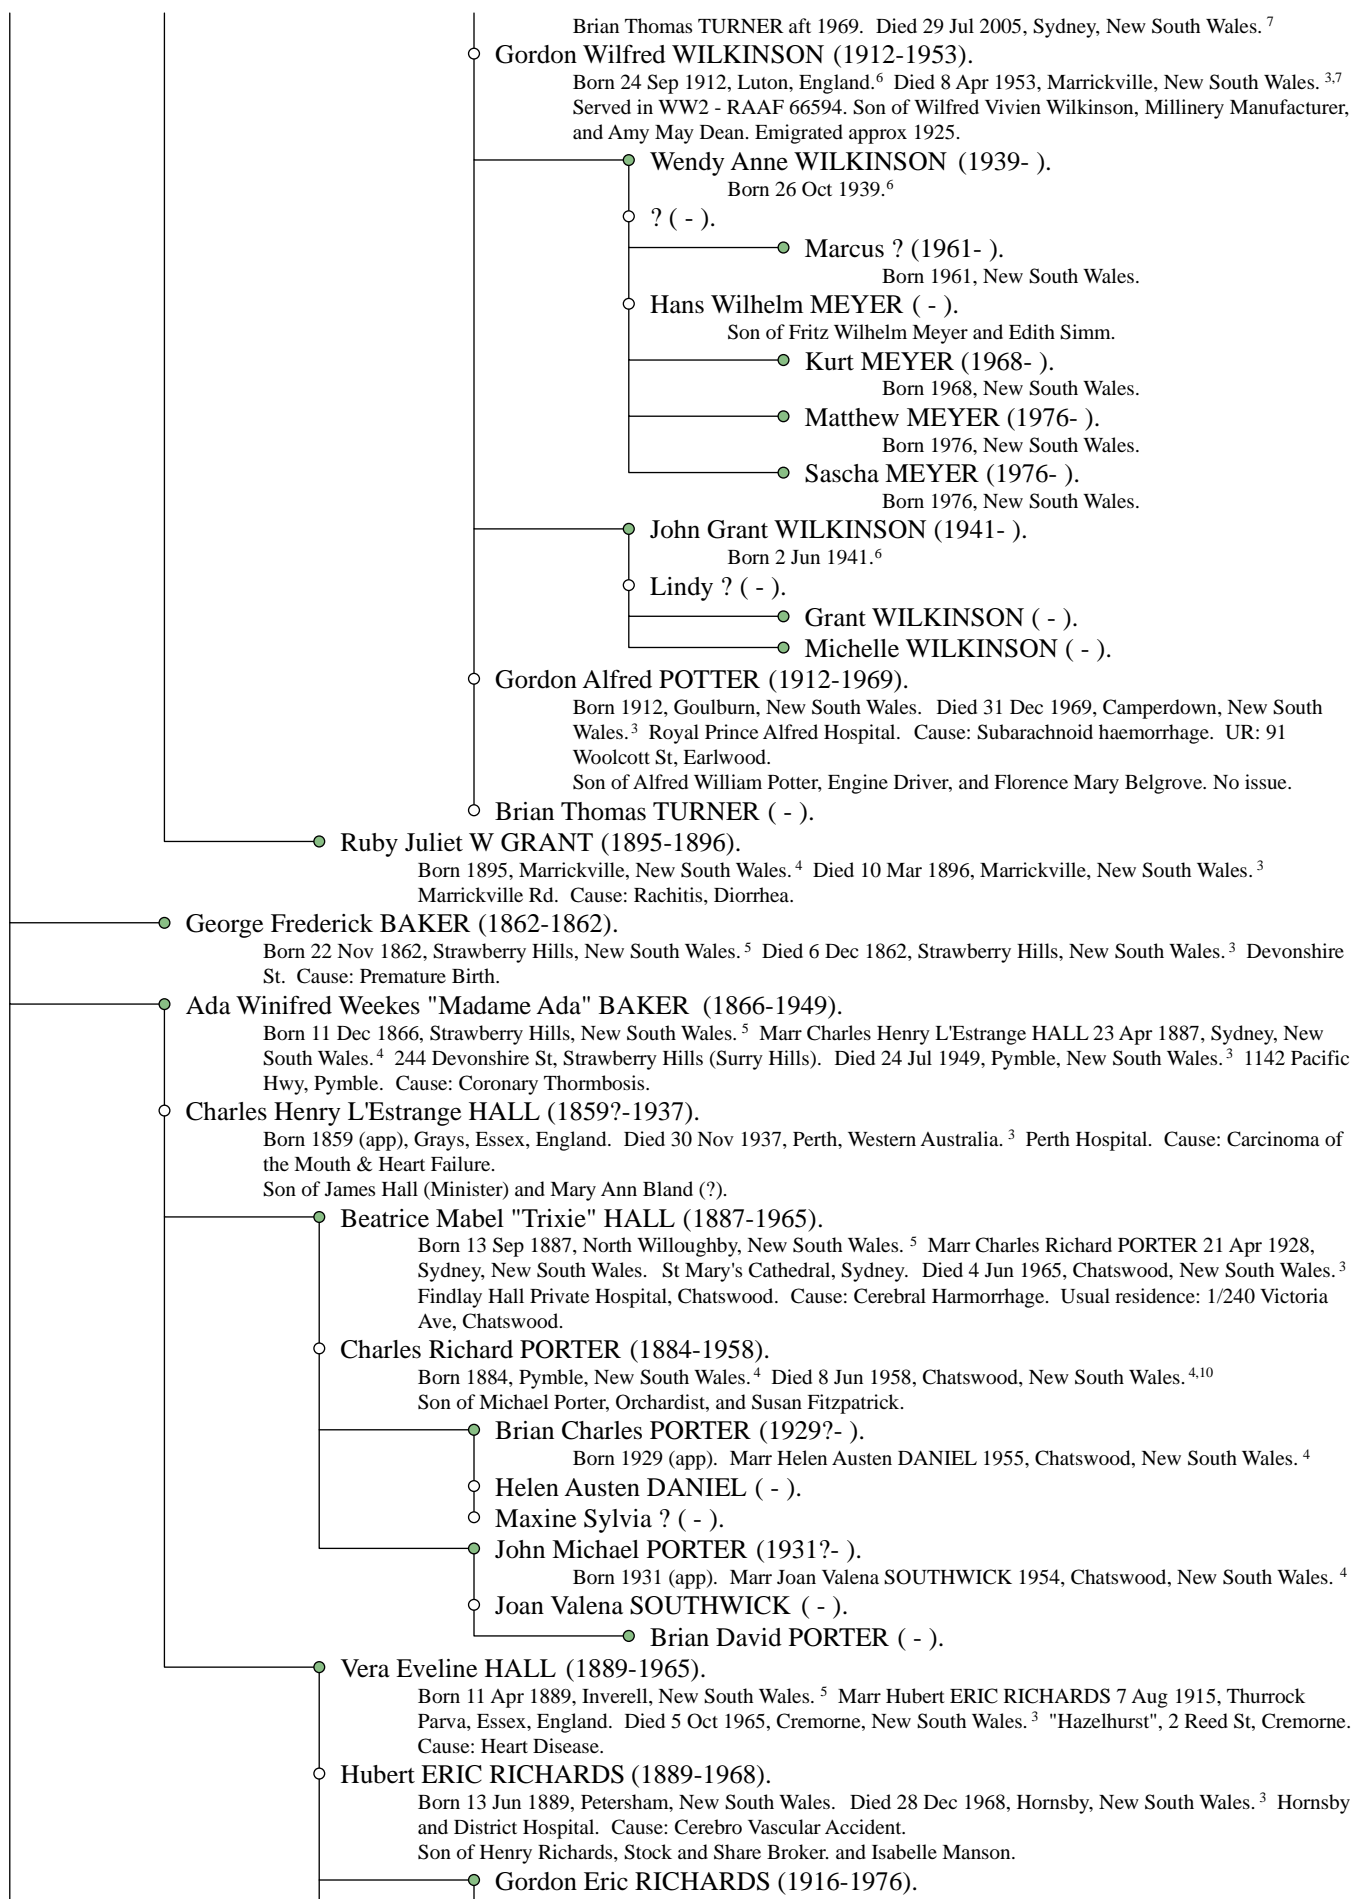 Brian Thomas TURNER aft 1969. Died 29 Jul 2005, Sydney, New South Wales. 7
Gordon Wilfred WILKINSON (1912-1953).
Born 24 Sep 1912, Luton, England.6 Died 8 Apr 1953, Marrickville, New South Wales. 3,7
Served in WW2 - RAAF 66594. Son of Wilfred Vivien Wilkinson, Millinery Manufacturer,
and Amy May Dean. Emigrated approx 1925.
Wendy Anne WILKINSON (1939- ).
Born 26 Oct 1939.6
? ( - ).
Marcus ? (1961- ).
Born 1961, New South Wales.
Hans Wilhelm MEYER ( - ).
Son of Fritz Wilhelm Meyer and Edith Simm.
Kurt MEYER (1968- ).
Born 1968, New South Wales.
Matthew MEYER (1976- ).
Born 1976, New South Wales.
Sascha MEYER (1976- ).
Born 1976, New South Wales.
John Grant WILKINSON (1941- ).
Born 2 Jun 1941.6
Lindy ? ( - ).
Grant WILKINSON ( - ).
Michelle WILKINSON ( - ).
Gordon Alfred POTTER (1912-1969).
Born 1912, Goulburn, New South Wales. Died 31 Dec 1969, Camperdown, New South
Wales. 3 Royal Prince Alfred Hospital. Cause: Subarachnoid haemorrhage. UR: 91
Woolcott St, Earlwood.
Son of Alfred William Potter, Engine Driver, and Florence Mary Belgrove. No issue.
Brian Thomas TURNER ( - ).
Ruby Juliet W GRANT (1895-1896).
Born 1895, Marrickville, New South Wales. 4 Died 10 Mar 1896, Marrickville, New South Wales. 3
Marrickville Rd. Cause: Rachitis, Diorrhea.
George Frederick BAKER (1862-1862).
Born 22 Nov 1862, Strawberry Hills, New South Wales. 5 Died 6 Dec 1862, Strawberry Hills, New South Wales. 3 Devonshire
St. Cause: Premature Birth.
Ada Winifred Weekes "Madame Ada" BAKER (1866-1949).
Born 11 Dec 1866, Strawberry Hills, New South Wales. 5 Marr Charles Henry L'Estrange HALL 23 Apr 1887, Sydney, New
South Wales. 4 244 Devonshire St, Strawberry Hills (Surry Hills). Died 24 Jul 1949, Pymble, New South Wales. 3 1142 Pacific
Hwy, Pymble. Cause: Coronary Thormbosis.
Charles Henry L'Estrange HALL (1859?-1937).
Born 1859 (app), Grays, Essex, England. Died 30 Nov 1937, Perth, Western Australia. 3 Perth Hospital. Cause: Carcinoma of
the Mouth & Heart Failure.
Son of James Hall (Minister) and Mary Ann Bland (?).
Beatrice Mabel "Trixie" HALL (1887-1965).
Born 13 Sep 1887, North Willoughby, New South Wales. 5 Marr Charles Richard PORTER 21 Apr 1928,
Sydney, New South Wales. St Mary's Cathedral, Sydney. Died 4 Jun 1965, Chatswood, New South Wales. 3
Findlay Hall Private Hospital, Chatswood. Cause: Cerebral Harmorrhage. Usual residence: 1/240 Victoria
Ave, Chatswood.
Charles Richard PORTER (1884-1958).
Born 1884, Pymble, New South Wales. 4 Died 8 Jun 1958, Chatswood, New South Wales. 4,10
Son of Michael Porter, Orchardist, and Susan Fitzpatrick.
Brian Charles PORTER (1929?- ).
Born 1929 (app). Marr Helen Austen DANIEL 1955, Chatswood, New South Wales. 4
Helen Austen DANIEL ( - ).
Maxine Sylvia ? ( - ).
John Michael PORTER (1931?- ).
Born 1931 (app). Marr Joan Valena SOUTHWICK 1954, Chatswood, New South Wales. 4
Joan Valena SOUTHWICK ( - ).
Brian David PORTER ( - ).
Vera Eveline HALL (1889-1965).
Born 11 Apr 1889, Inverell, New South Wales. 5 Marr Hubert ERIC RICHARDS 7 Aug 1915, Thurrock
Parva, Essex, England. Died 5 Oct 1965, Cremorne, New South Wales. 3 "Hazelhurst", 2 Reed St, Cremorne.
Cause: Heart Disease.
Hubert ERIC RICHARDS (1889-1968).
Born 13 Jun 1889, Petersham, New South Wales. Died 28 Dec 1968, Hornsby, New South Wales. 3 Hornsby
and District Hospital. Cause: Cerebro Vascular Accident.
Son of Henry Richards, Stock and Share Broker. and Isabelle Manson.
Gordon Eric RICHARDS (1916-1976).